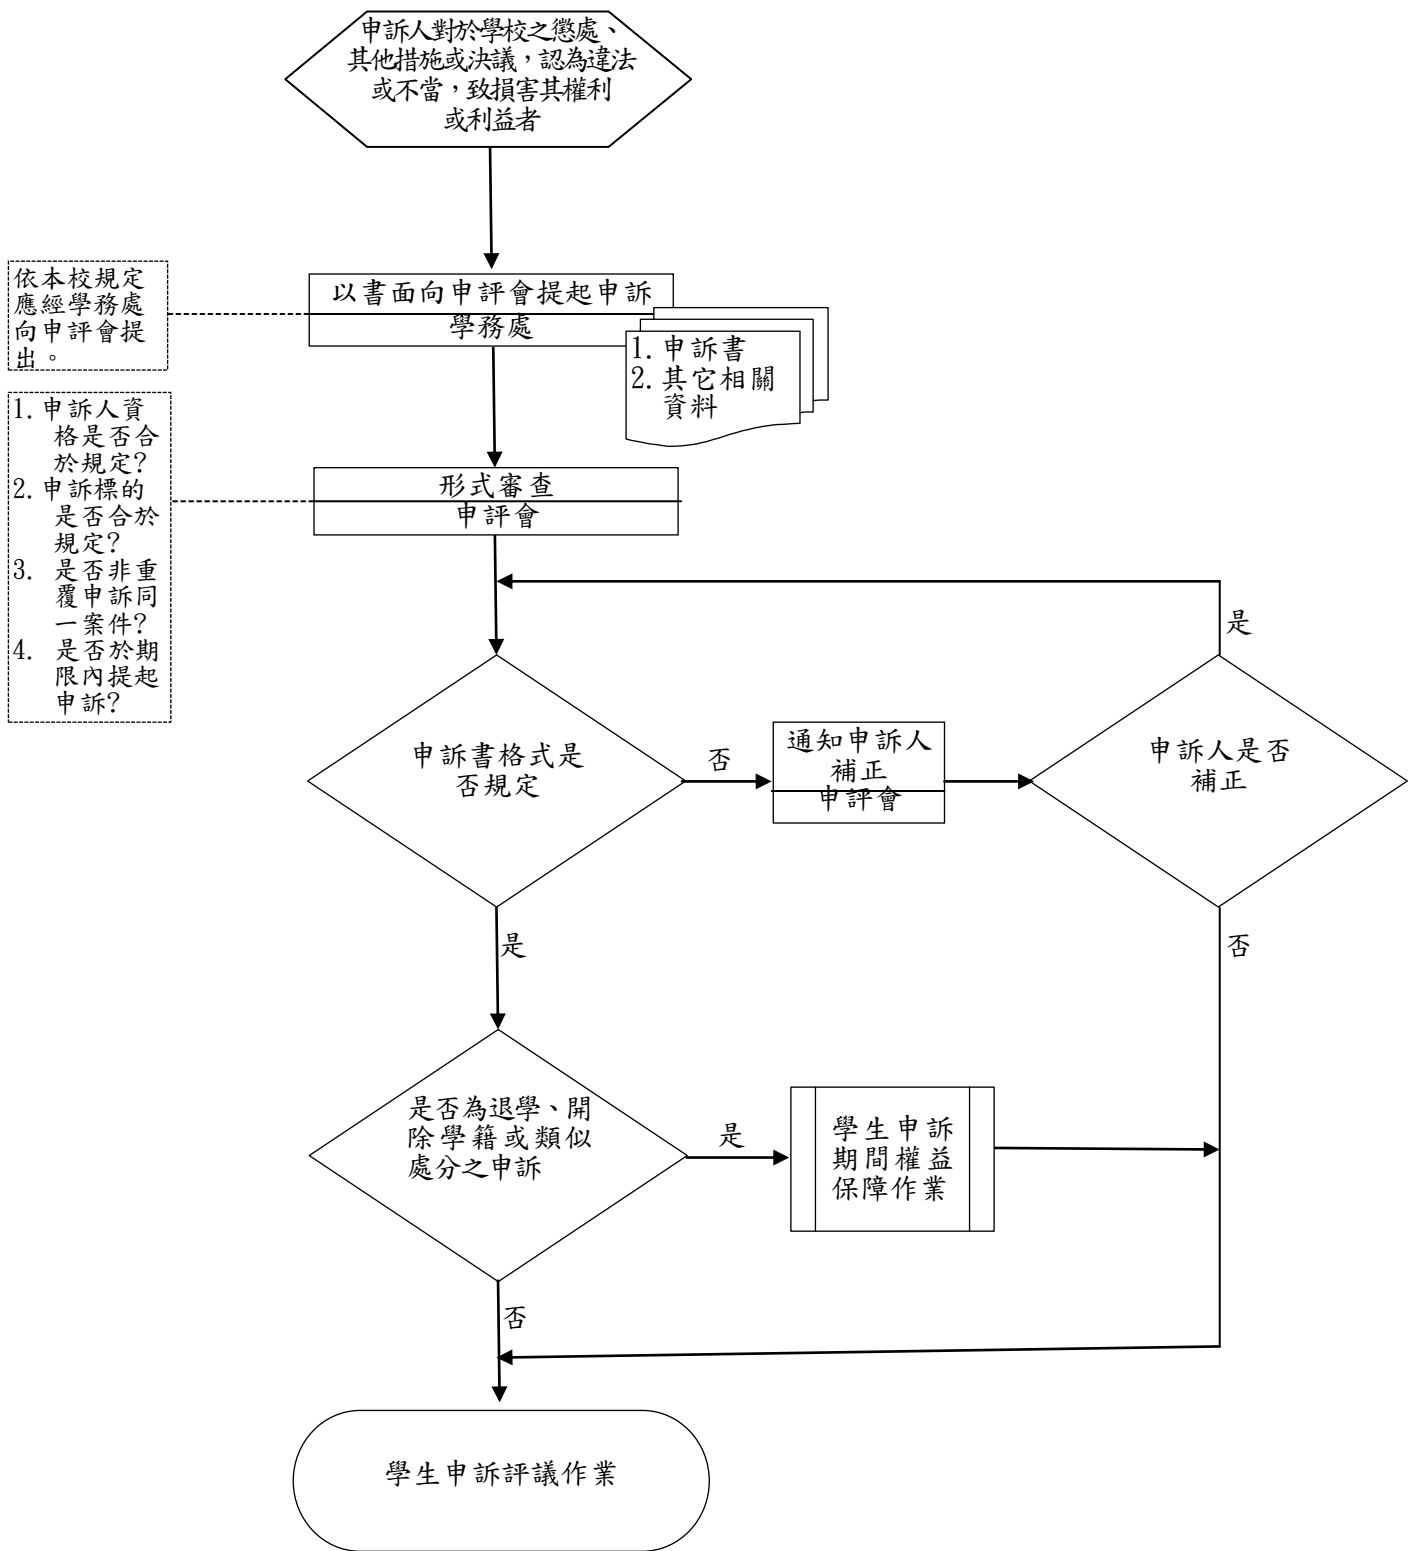 申訴人對於學校之懲處、
其他措施或決議，認為違法
或不當，致損害其權利
或利益者
依本校規定
應經學務處
向申評會提
出。
以書面向申評會提起申訴
學務處
1. 申訴書
2. 其它相關
資料
1. 申訴人資
格是否合
於規定?
2. 申訴標的
是否合於
規定?
3. 是否非重
覆申訴同
一案件?
4. 是否於期
限內提起
申訴?
形式審查
申評會
是
申訴書格式是
否規定
否
通知申訴人
補正
申評會
申訴人是否
補正
是
否
是否為退學、開
除學籍或類似
處分之申訴
是
學生申訴
期間權益
保障作業
否
學生申訴評議作業